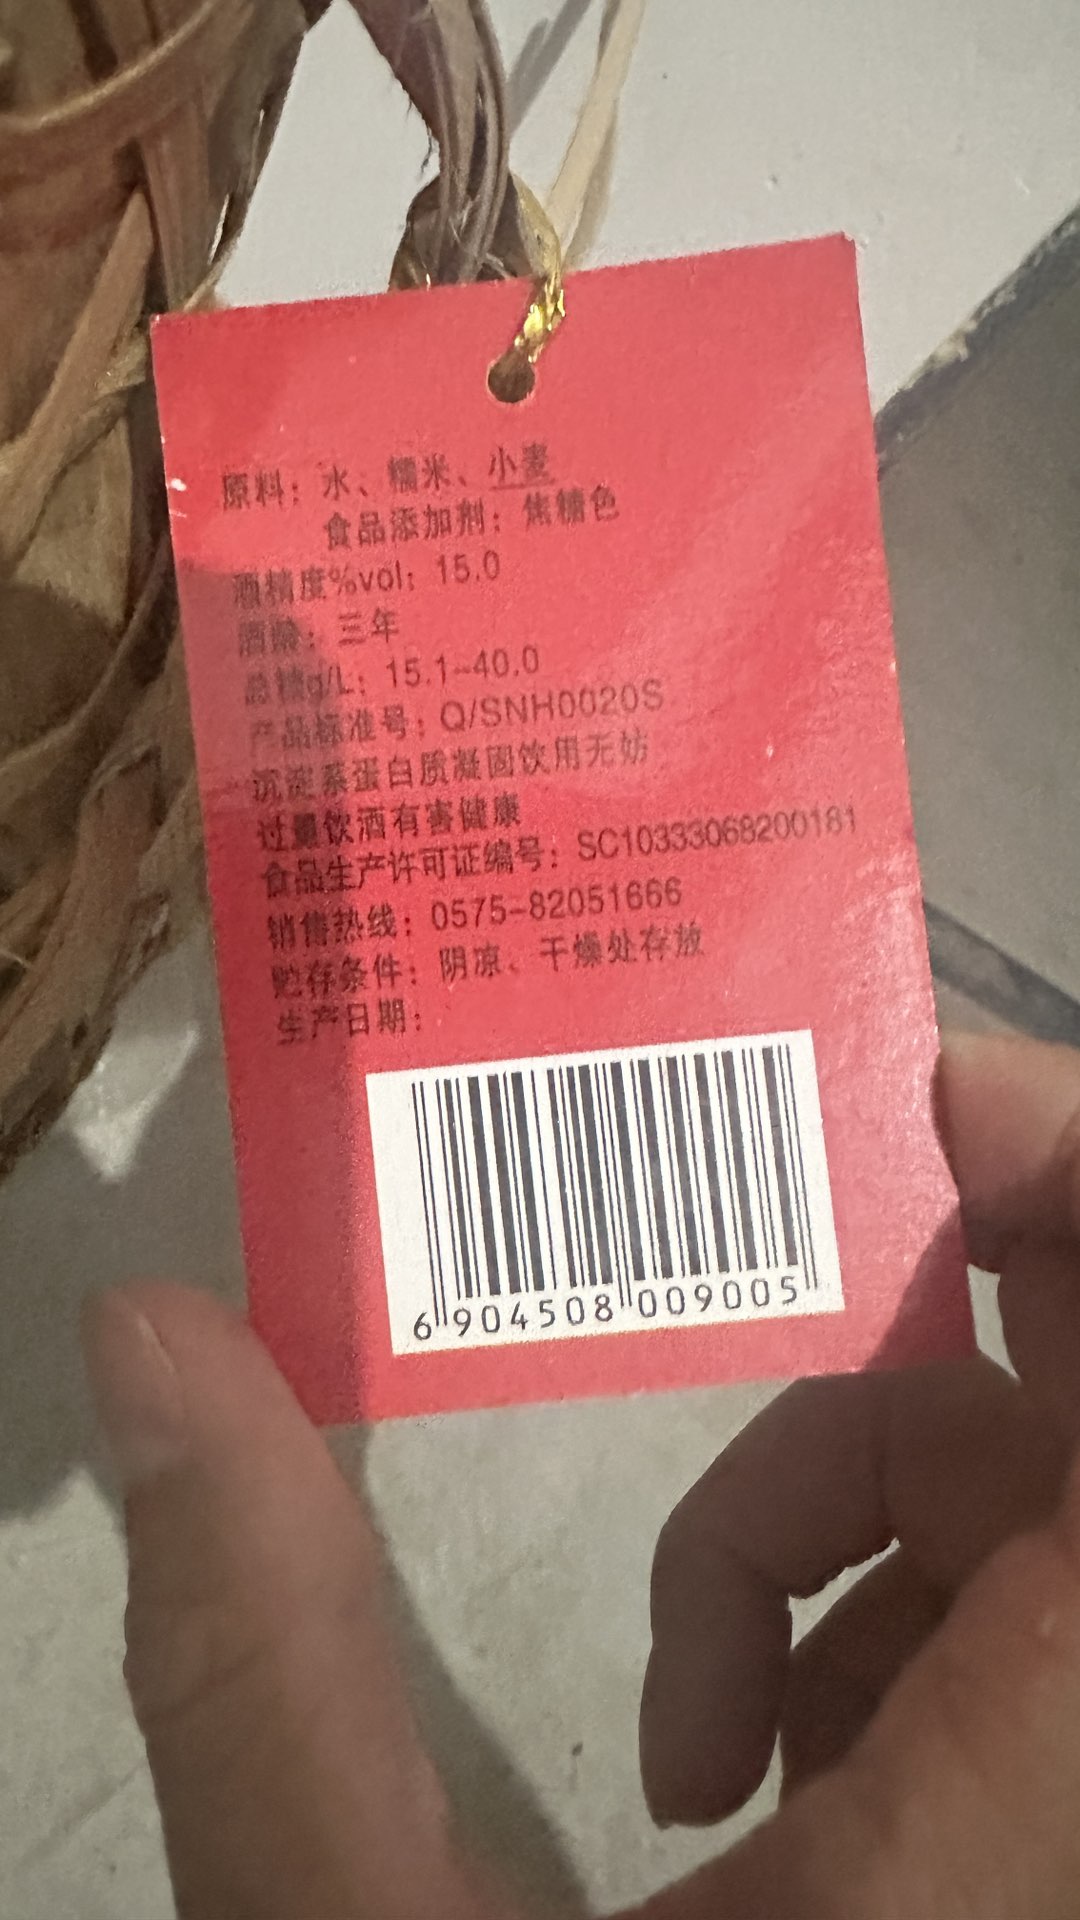 原料：水、糯米、小麦
食品添加剂：焦糖色
酒精度%vol：15.0
酒龄：三年
总糖g/L：15.1-40.0
产品标准号：Q/SNH0020S
沉淀系蛋白质凝固饮用无妨
过量饮酒有害健康
食品生产许可证编号：SC10333068200181
销售热线：0575-82051666
贮存条件：阴凉、干燥处存放
生产日期：
6 904508 009005